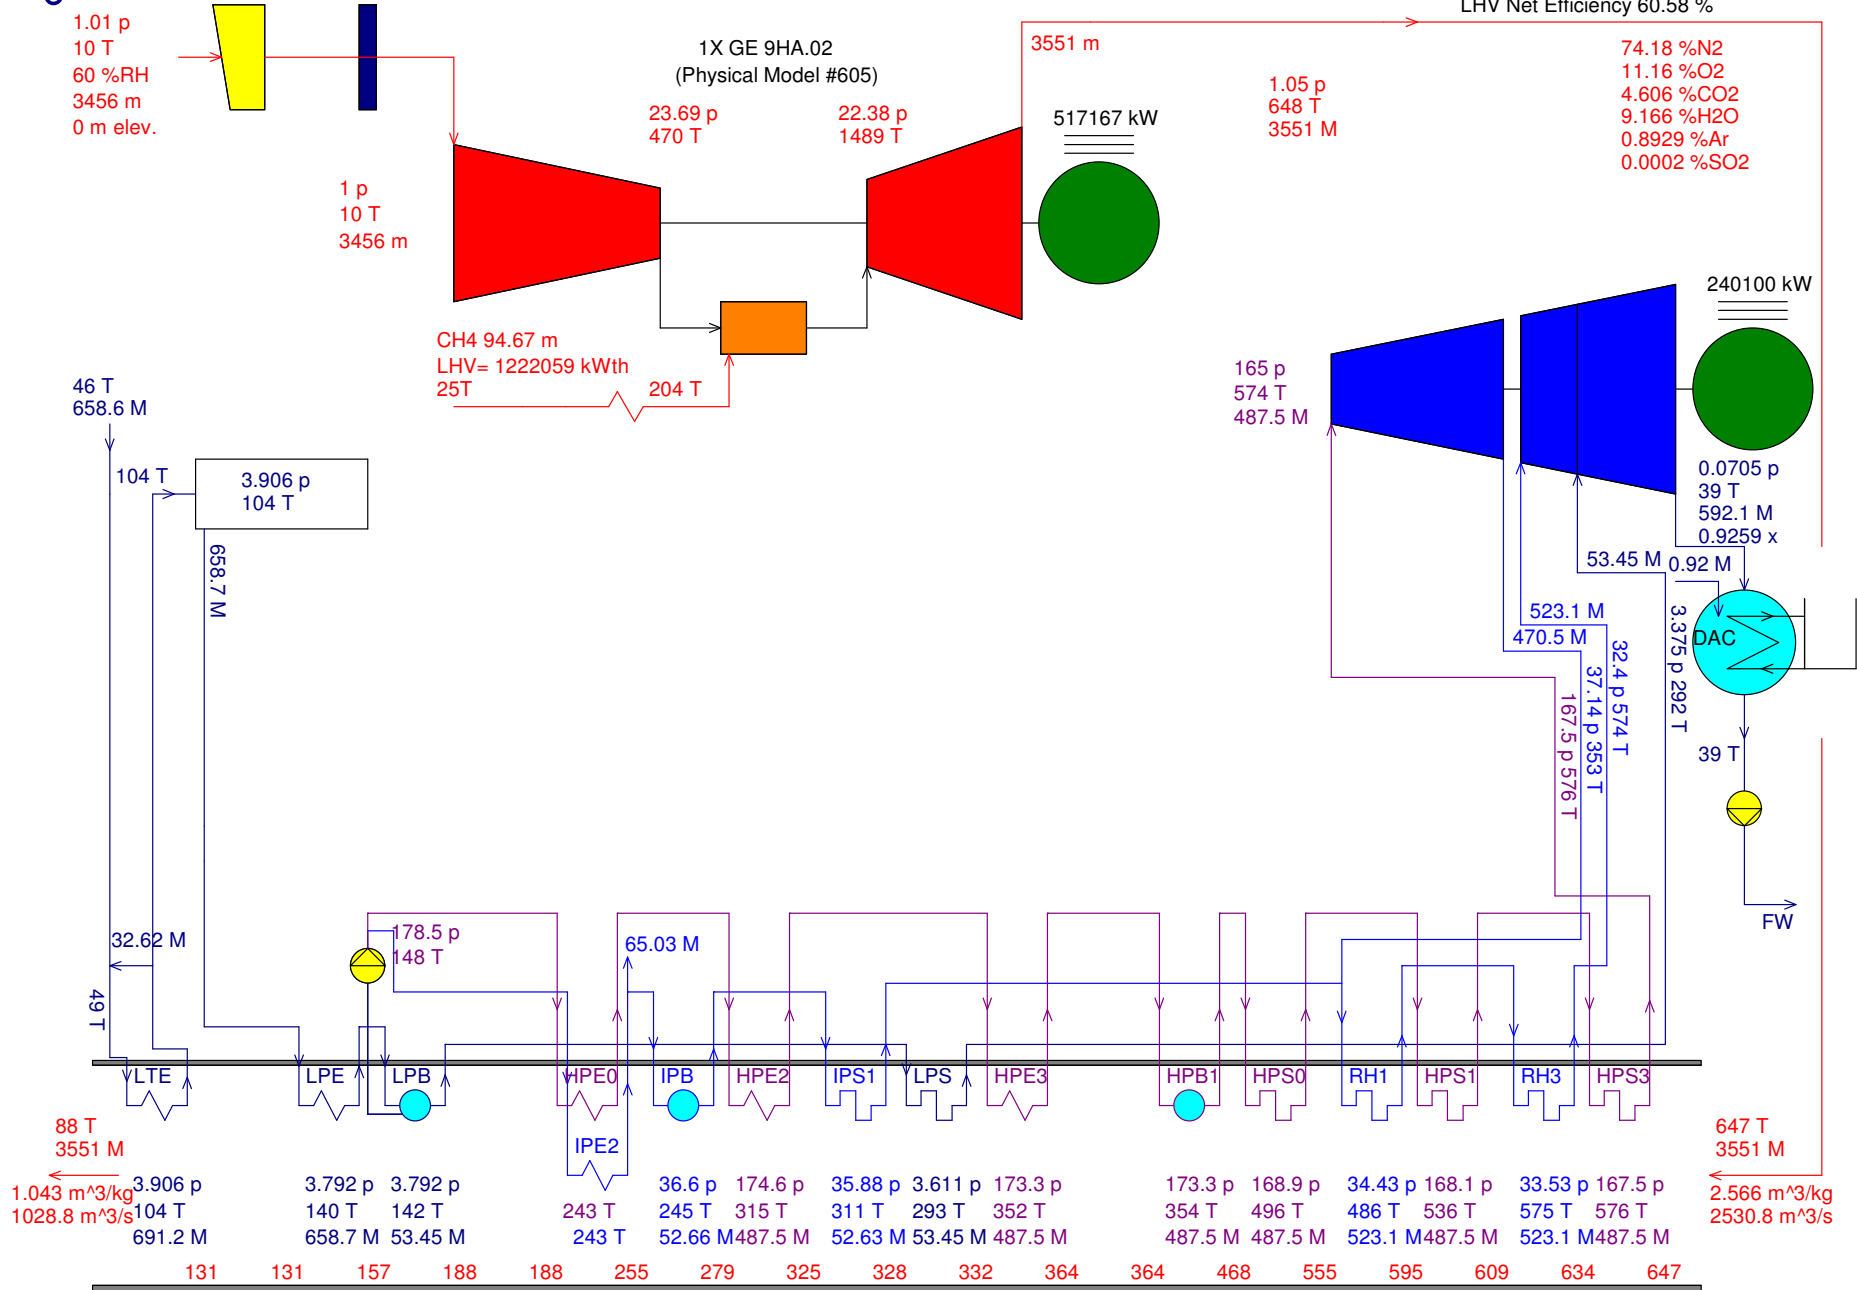 LHV Net Efficiency 60.58 %
1.01 p
10 T
60 %RH
3456 m
0 m elev.
1X GE 9HA.02
(Physical Model #605)
23.69 p
470 T
22.38 p
1489 T
3551 m
1.05 p
648 T
3551 M
517167 kW
74.18 %N2
11.16 %O2
4.606 %CO2
9.166 %H2O
0.8929 %Ar
0.0002 %SO2
1 p
10 T
3456 m
CH4 94.67 m
LHV= 1222059 kWth
25T
204 T
240100 kW
165 p
574 T
487.5 M
46 T
658.6 M
104 T
3.906 p
104 T
658.7 M
0.0705 p
39 T
592.1 M
0.9259 x
53.45 M
0.92 M
523.1 M
470.5 M
DAC
3.375 p 292 T
32.4 p 574 T
37.14 p 353 T
167.5 p 576 T
39 T
FW
32.62 M
49 T
178.5 p
148 T
65.03 M
LTE
LPE
LPB
HPE0
IPB
HPE2
IPS1
LPS
HPE3
HPB1
HPS0
RH1
HPS1
RH3
HPS3
IPE2
88 T
3551 M
1.043 m^3/kg
1028.8 m^3/s
647 T
3551 M
2.566 m^3/kg
2530.8 m^3/s
3.906 p
104 T
691.2 M
3.792 p
140 T
658.7 M
3.792 p
142 T
53.45 M
243 T
243 T
36.6 p
245 T
52.66 M
174.6 p
315 T
487.5 M
35.88 p
311 T
52.63 M
3.611 p
293 T
53.45 M
173.3 p
352 T
487.5 M
173.3 p
354 T
487.5 M
168.9 p
496 T
487.5 M
34.43 p
486 T
523.1 M
168.1 p
536 T
487.5 M
33.53 p
575 T
523.1 M
167.5 p
576 T
487.5 M
131 131 157 188 188 255 279 325 328 332 364 364 468 555 595 609 634 647